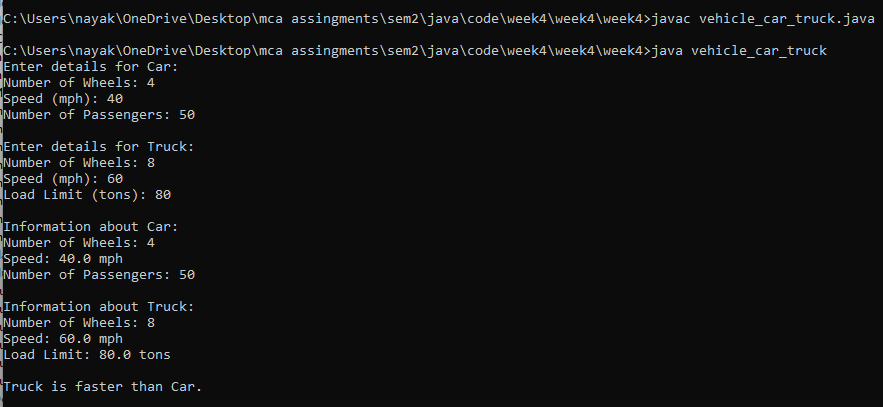 C:\Users\nayak\OneDrive\Desktop\mca assingments\sem2\java\code\week4\week4\week4>javac vehicle_car_truck.java
C:\Users\nayak\OneDrive\Desktop\mca assingments\sem2\java\code\week4\week4\week4>java vehicle_car_truck
Enter details for Car:
Number of Wheels: 4
Speed (mph): 40
Number of Passengers: 50
Enter details for Truck:
Number of Wheels: 8
Speed (mph): 60
Load Limit (tons): 80
Information about Car:
Number of Wheels: 4
Speed: 40.0 mph
Number of Passengers: 50
Information about Truck:
Number of Wheels: 8
Speed: 60.0 mph
Load Limit: 80.0 tons
Truck is faster than Car.